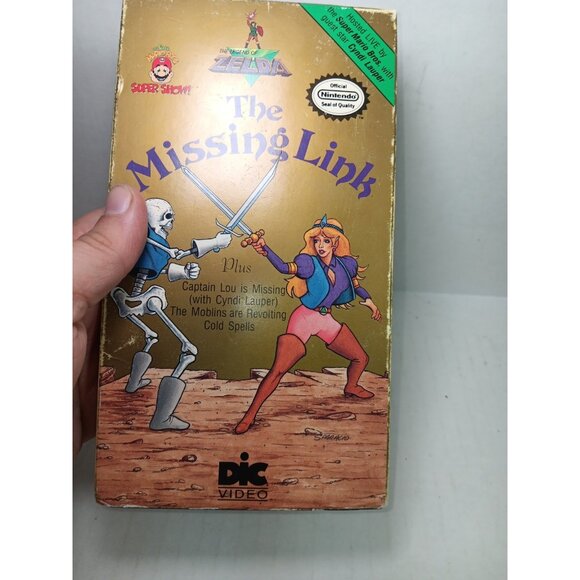 Hosted LIVE by
the Super Mario Bros. with
guest star Cyndi Lauper
SUPER SHOW!
THE LEGEND OF
ZELDA
Official
Nintendo
Seal of Quality
The
Missing Link
Plus
Captain Lou is Missing
(with Cyndi Lauper)
The Moblins are Revolting
Cold Spells
DIC
VIDEO